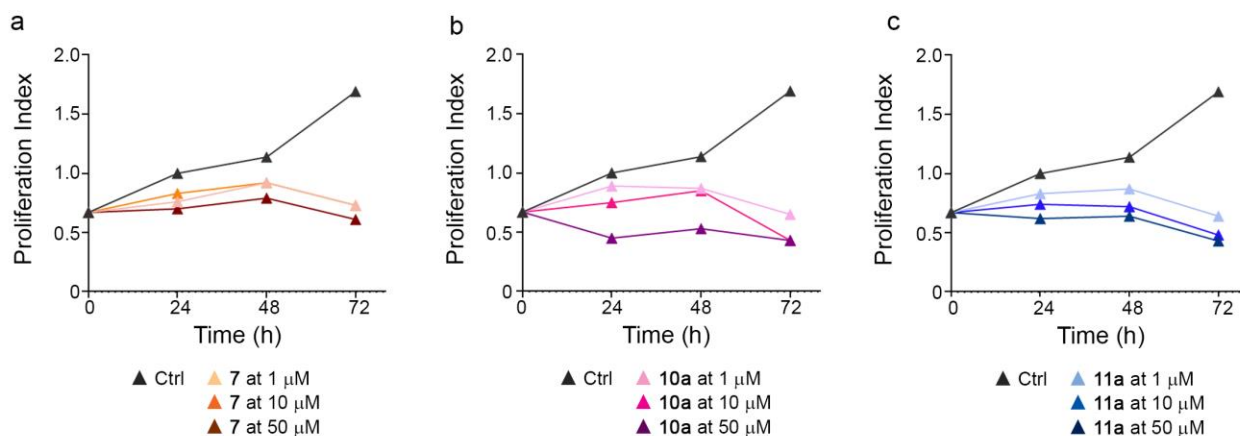 a
b
c
Proliferation Index
2.0
1.5
1.0
0.5
0
0
24
48
72
Time (h)
Ctrl
7 at 1 μM
7 at 10 μM
7 at 50 μM
Proliferation Index
2.0
1.5
1.0
0.5
0
0
24
48
72
Time (h)
Ctrl
10a at 1 μM
10a at 10 μM
10a at 50 μM
Proliferation Index
2.0
1.5
1.0
0.5
0
0
24
48
72
Time (h)
Ctrl
11a at 1 μM
11a at 10 μM
11a at 50 μM